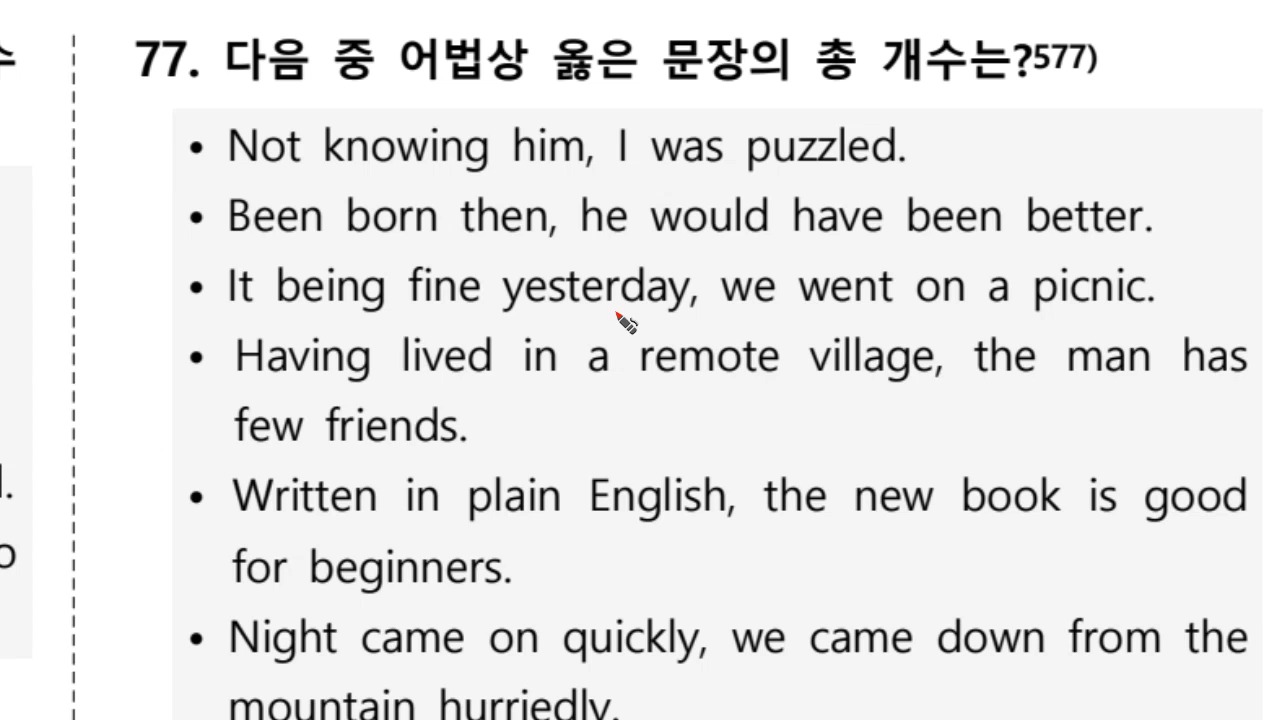 수
77. 다음 중 어법상 옳은 문장의 총 개수는?577)
• Not knowing him, I was puzzled.
• Been born then, he would have been better.
• It being fine yesterday, we went on a picnic.
• Having lived in a remote village, the man has
few friends.
l.
• Written in plain English, the new book is good
o
for beginners.
• Night came on quickly, we came down from the
mountain hurriedly.